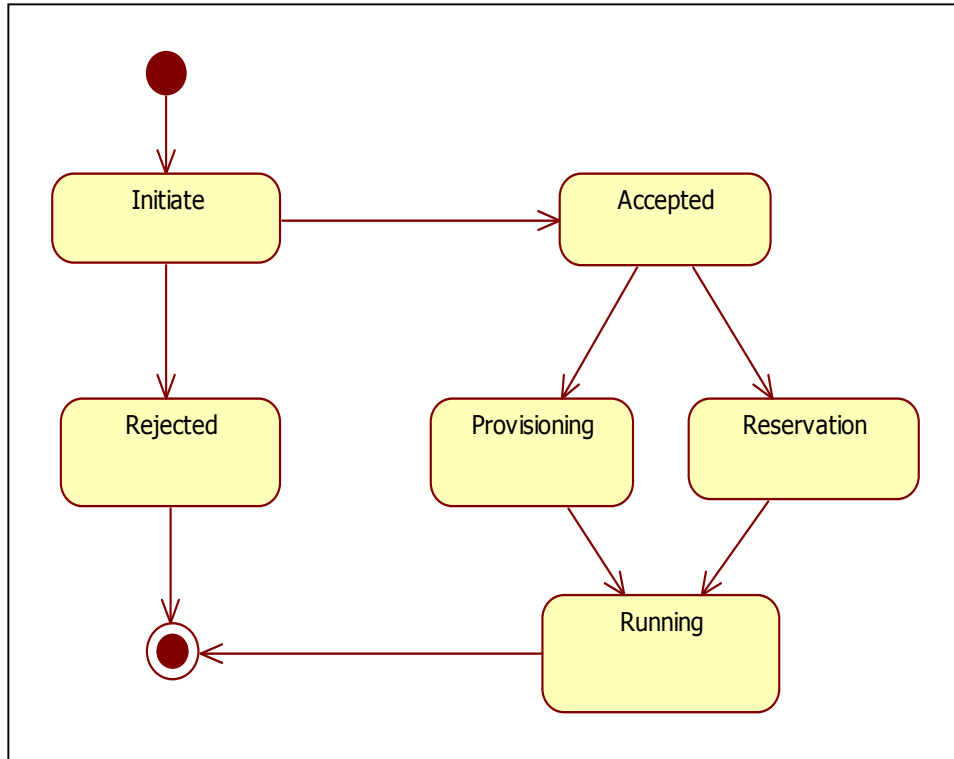 Initiate
Accepted
Rejected
Provisioning
Reservation
Running